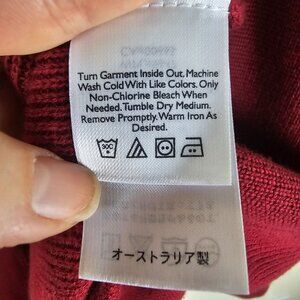 Turn Garment Inside Out. Machine
Wash Cold With Like Colors. Only
Non-Chlorine Bleach When
Needed. Tumble Dry Medium.
Remove Promptly. Warm Iron As
Desired.
30C
オーストラリア製